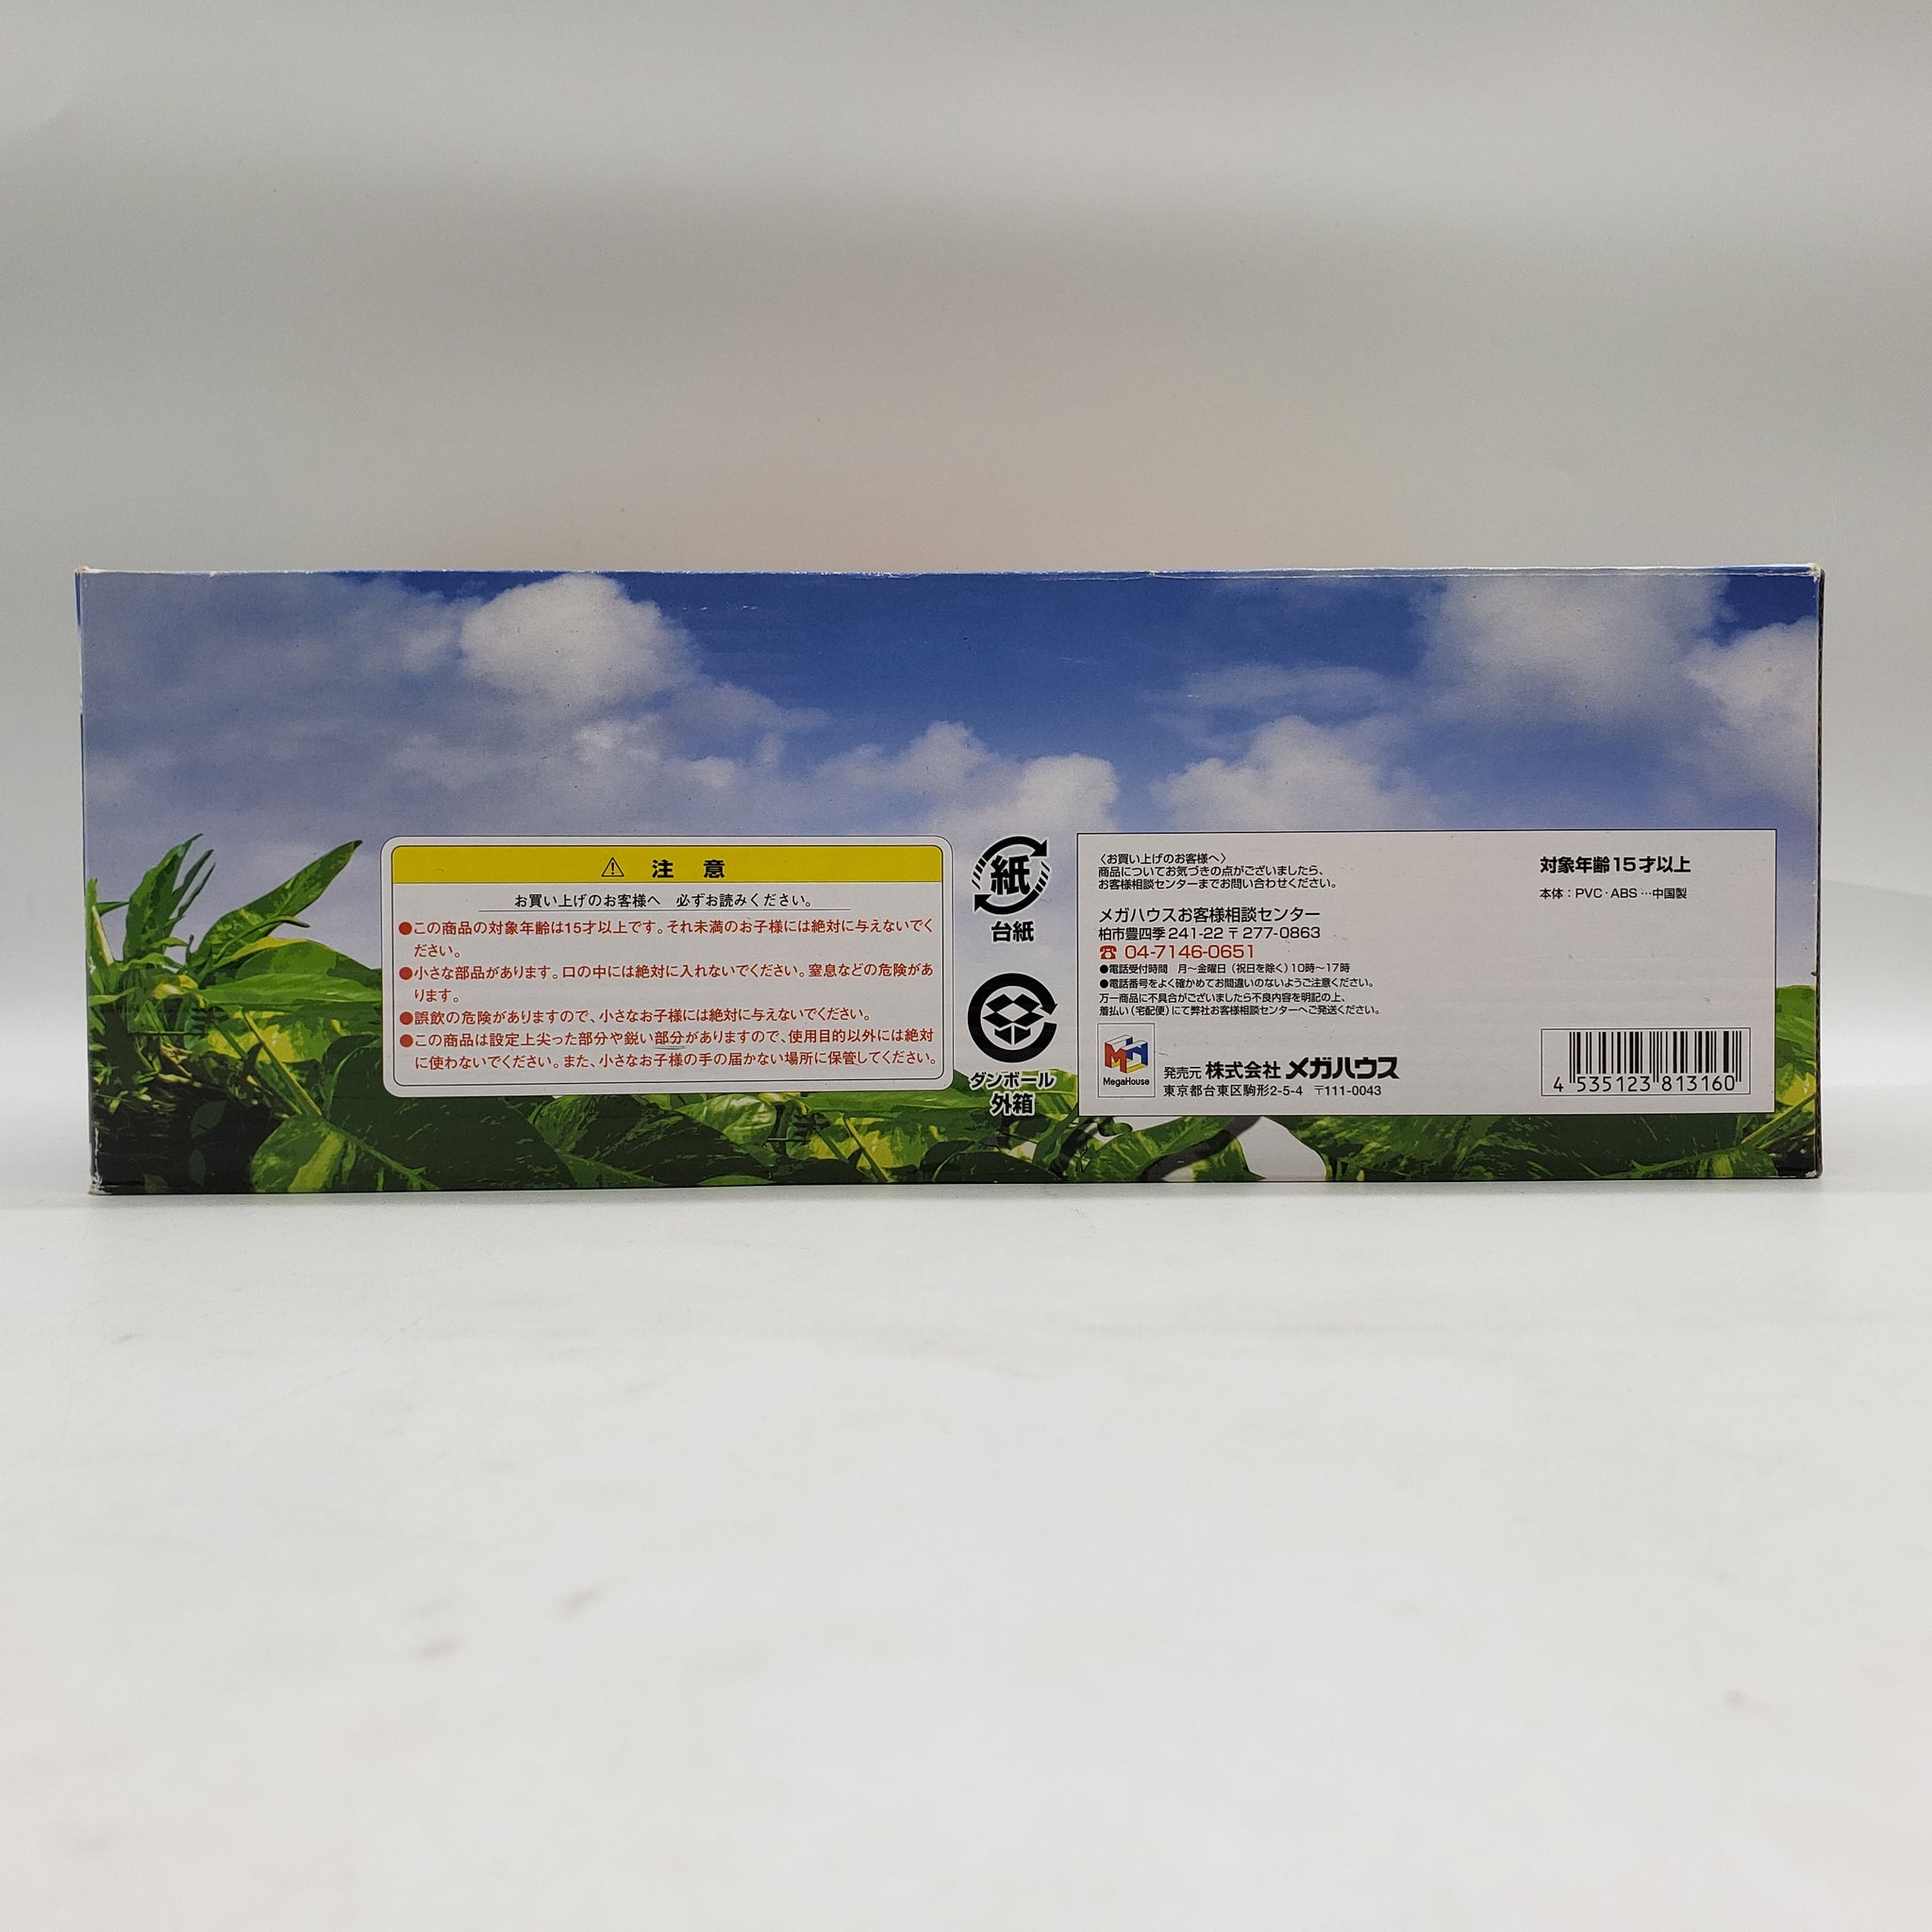 ⚠ 注意
お買い上げのお客様へ 必ずお読みください。
●この商品の対象年齢は15才以上です。それ未満のお子様には絶対に与えないでく
ださい。
●小さな部品があります。口の中には絶対に入れないでください。窒息などの危険があ
ります。
●誤飲の危険がありますので、小さなお子様には絶対に与えないでください。
●この商品は設定上尖った部分や鋭い部分がありますので、使用目的以外には絶対
に使わないでください。また、小さなお子様の手の届かない場所に保管してください。
紙
台紙
ダンボール
外箱
〈お買い上げのお客様へ〉
商品についてお気づきの点がございましたら、
お客様相談センターまでお問い合わせください。
メガハウスお客様相談センター
柏市豊四季241-22 〒277-0863
☎ 04-7146-0651
●電話受付時間 月〜金曜日(祝日を除く)10時〜17時
●電話番号をよく確かめてお間違いのないようご注意ください。
万一商品に不具合がございましたら不良内容を明記の上、
着払い(宅配便)にて弊社お客様相談センターへご発送ください。
MegaHouse
発売元 株式会社 メガハウス
東京都台東区駒形2-5-4 〒111-0043
対象年齢15才以上
本体:PVC・ABS…中国製
4 535123 813160